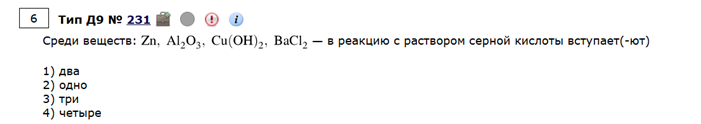 6 Тип Д9 № 231
Среди веществ: Zn, Al₂O₃, Cu(OH)₂, BaCl₂ — в реакцию с раствором серной кислоты вступает(-ют)
1) два
2) одно
3) три
4) четыре